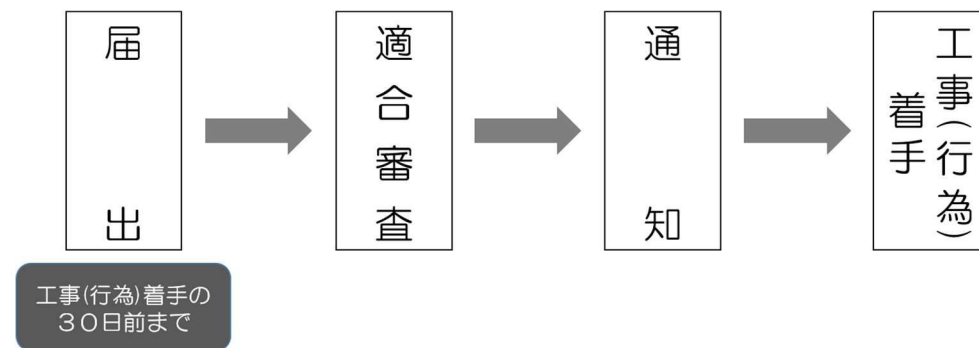 届出
適合審査
通知
工事(行為)
着手
工事(行為)着手の
30日前まで